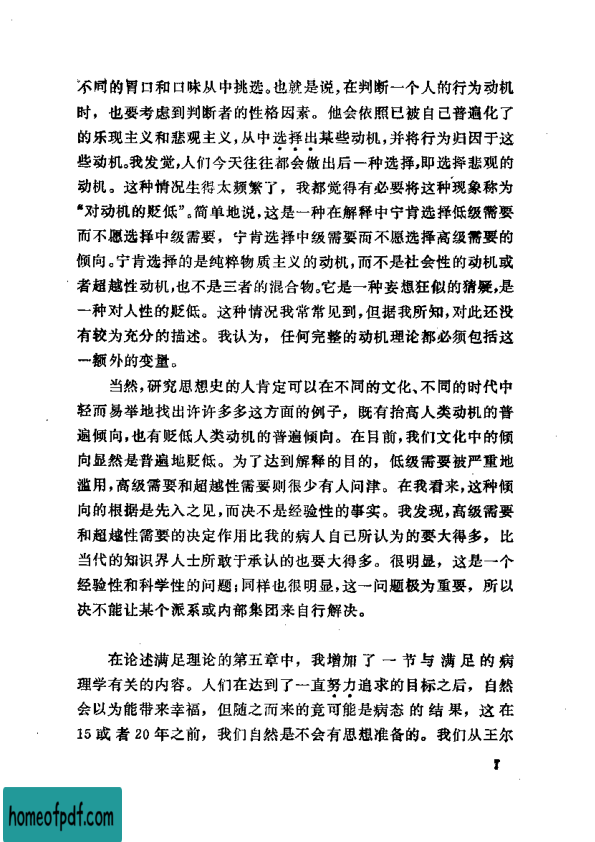 不同的胃口和口味从中挑选。也就是说,在判断一个人的行为动机
时，也要考虑到判断者的性格因素。他会依照已被自己普遍化了
的乐现主义和悲观主义,从中选择出某些动机,并将行为归因于这
些动机。我发觉,人们今天往往都会做出后一种选择,即选择悲观的
动机。这种情况生得太频繁了，我都觉得有必要将这种现象称为
“对动机的贬低”。简单地说,这是一种在解释中宁肯选择低级需要
而不愿选择中级需要，宁肯选择中级需要而不愿选择高级需要的
倾向。宁肯选择的是纯粹物质主义的动机,而不是社会性的动机或
者超越性动机,也不是三者的混合物。它是一种妄想狂似的猜疑,是
一种对人性的贬低。这种情况我常常见到,但据我所知,对此还没
有较为充分的描述。我认为，任何完整的动机理论都必须包括这
一额外的变量。
当然,研究思想史的人肯定可以在不同的文化、不同的时代中
轻而易举地找出许许多多这方面的例子，既有抬高人类动机的普
遍倾向,也有贬低人类动机的普遍倾向。在目前,我们文化中的倾
向显然是普遍地贬低。为了达到解释的目的，低级需要被严重地
滥用,高级需要和超越性需要则很少有人问津。在我看来,这种倾
向的根据是先入之见,而决不是经验性的事实。我发现,高级需要
和超越性需要的决定作用比我的病人自己所认为的要大得多，比
当代的知识界人士所敢于承认的也要大得多。很明显，这是一个
经验性和科学性的问题;同样也很明显,这一问题极为重要，所以
决不能让某个派系或内部集团来自行解决。
在论述满足理论的第五章中，我增加了一节与满足的病
理学有关的内容。人们在达到了一直努力追求的目标之后，自然
会以为能带来幸福，但随之而来的竟可能是病态的结果，这在
15或者20年之前，我们自然是不会有思想准备的。我们从王尔
homeofpdf.com